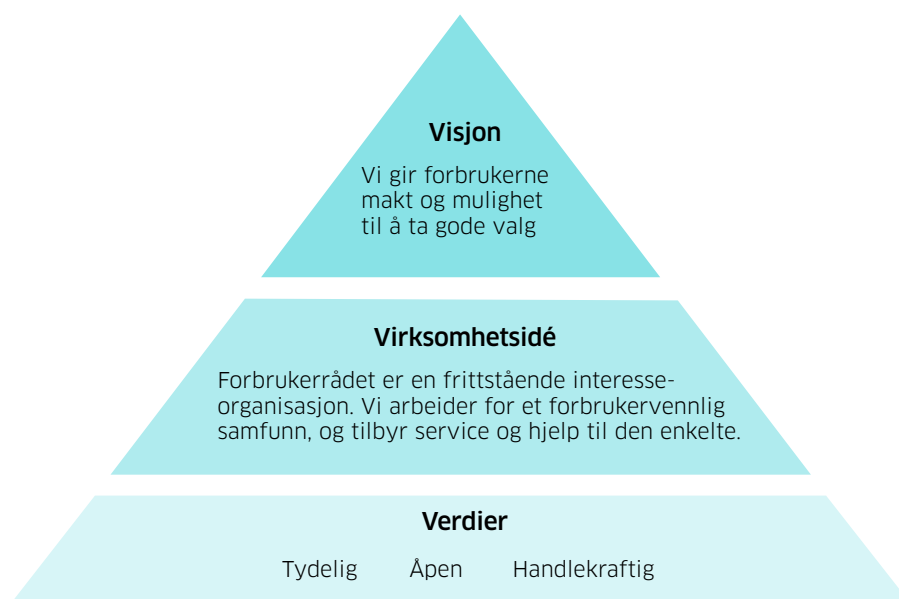 Visjon
Vi gir forbrukerne
makt og mulighet
til å ta gode valg
Virksomhetsidé
Forbrukerrådet er en frittstående interesse-
organisasjon. Vi arbeider for et forbrukervennlig
samfunn, og tilbyr service og hjelp til den enkelte.
Verdier
Tydelig Åpen Handlekraftig